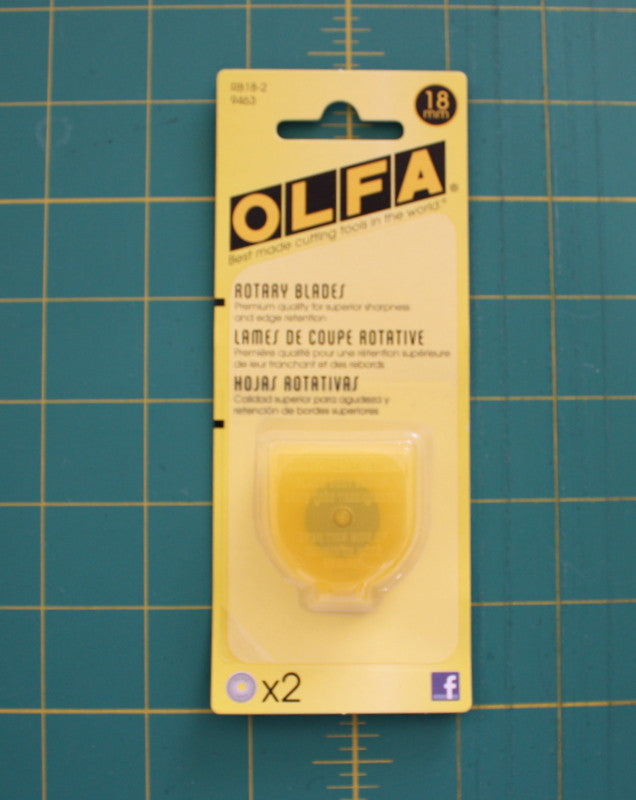 RB18-2
9463
18
mm
OLFA®
Best made cutting tools in the world™
ROTARY BLADES
Premium quality for superior sharpness
and edge retention
LAMES DE COUPE ROTATIVE
Première qualité pour une rétention supérieure
de leur tranchant et des rebords
HOJAS ROTATIVAS
Calidad superior para agudeza y
retención de bordes superiores
x2
f